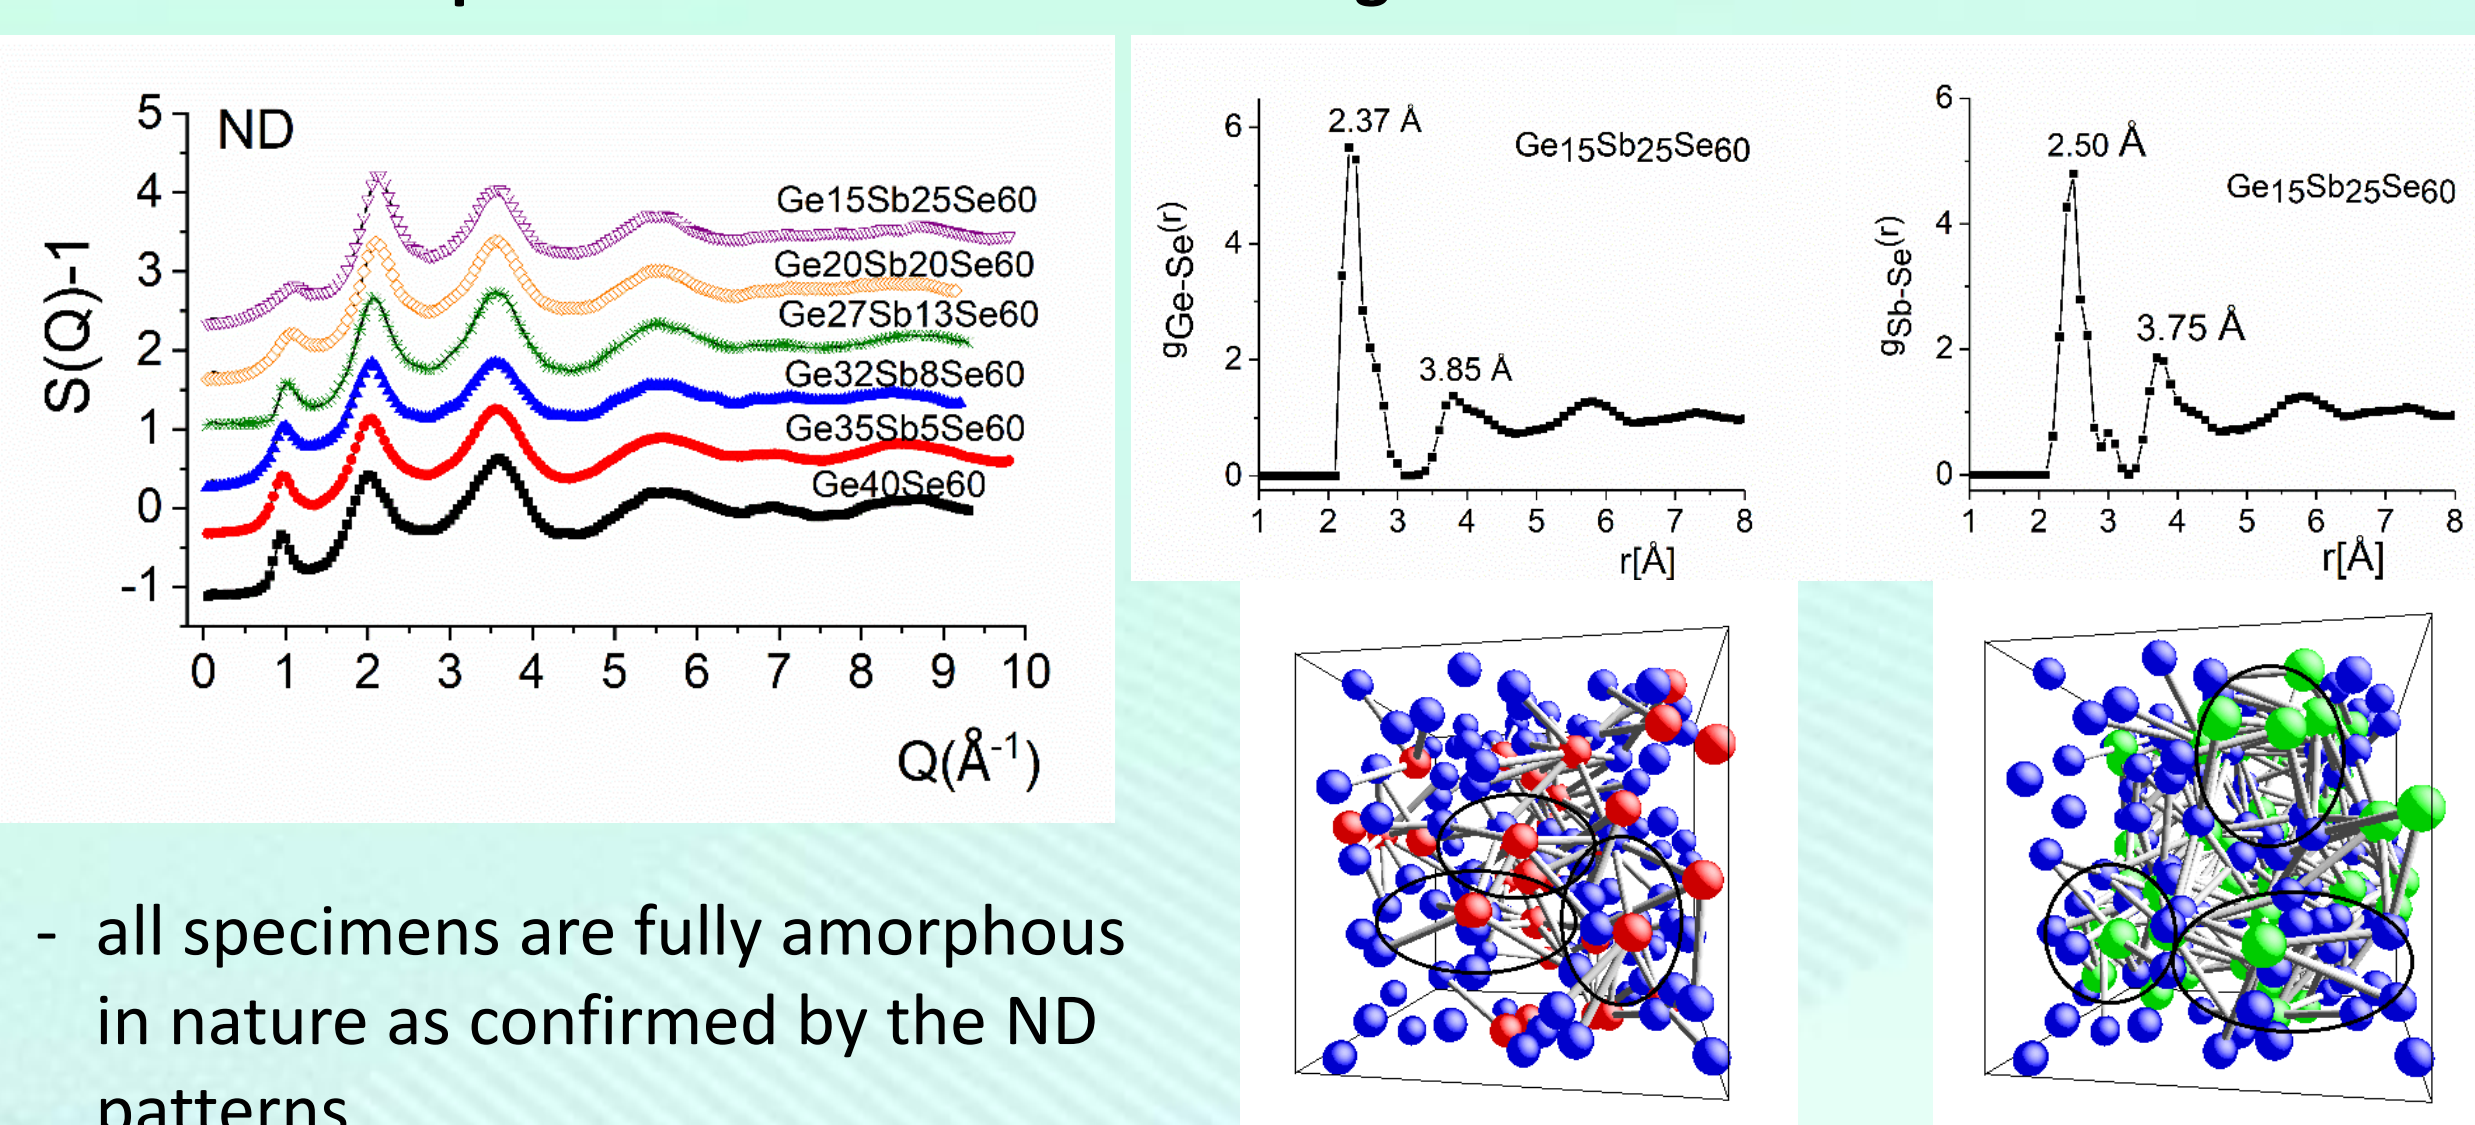 ND
S(Q)-1
5
4
3
2
1
0
-1
Ge15Sb25Se60
Ge20Sb20Se60
Ge27Sb13Se60
Ge32Sb8Se60
Ge35Sb5Se60
Ge40Se60
0 1 2 3 4 5 6 7 8 9 10
Q(Å-1)
gGe-Se(r)
6
4
2
0
2.37 Å
Ge15Sb25Se60
3.85 Å
1 2 3 4 5 6 7 8
r[Å]
gSb-Se(r)
6
4
2
0
2.50 Å
Ge15Sb25Se60
3.75 Å
1 2 3 4 5 6 7 8
r[Å]
- all specimens are fully amorphous
in nature as confirmed by the ND
patterns